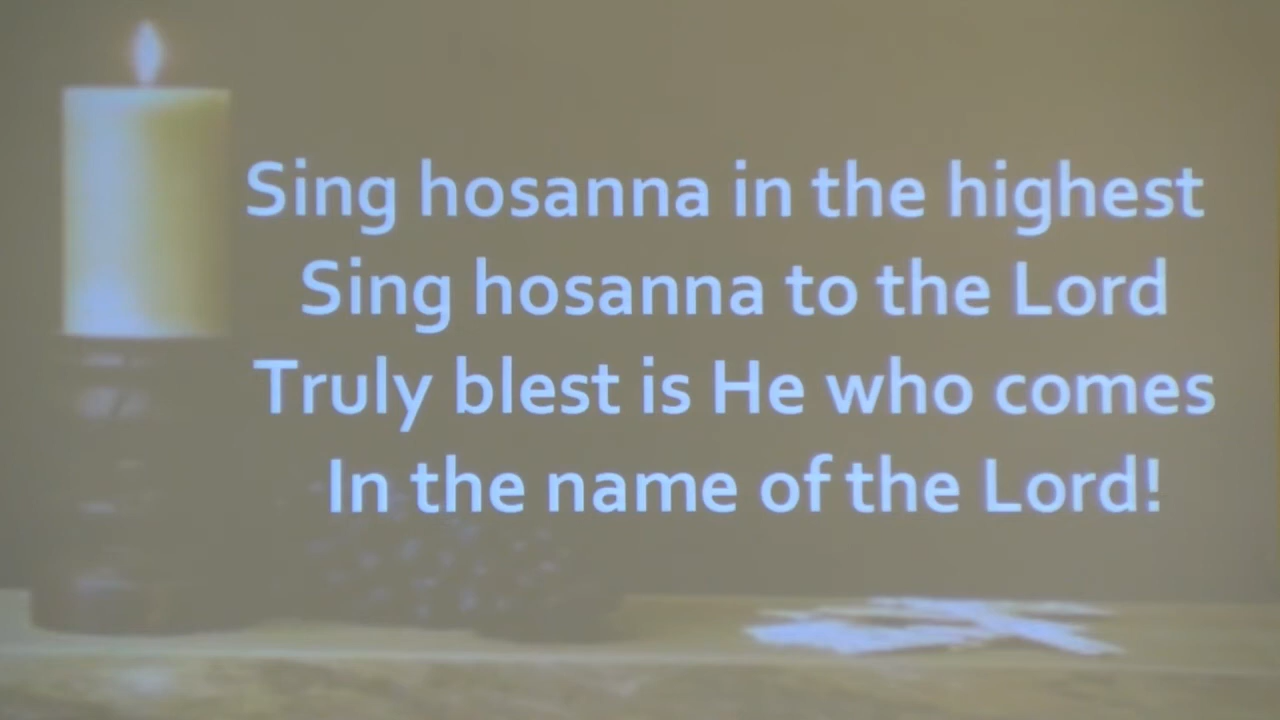 Sing hosanna in the highest
Sing hosanna to the Lord
Truly blest is He who comes
In the name of the Lord!